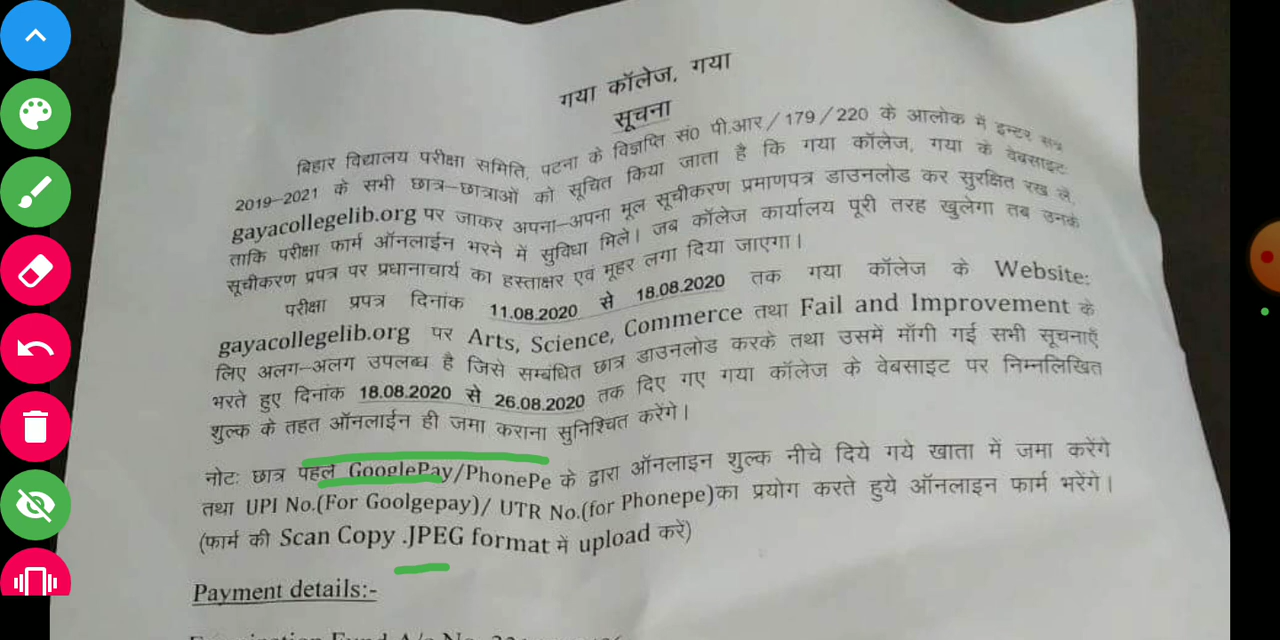 गया कॉलेज, गया
सूचना
बिहार विद्यालय परीक्षा समिति, पटना के विज्ञप्ति सं0 पी.आर/179/220 के आलोक में इन्टर सत्र
2019–2021 के सभी छात्र–छात्राओं को सूचित किया जाता है कि गया कॉलेज, गया के वेबसाइट
gayacollegelib.org पर जाकर अपना–अपना मूल सूचीकरण प्रमाणपत्र डाउनलोड कर सुरक्षित रख लें,
ताकि परीक्षा फार्म ऑनलाईन भरने में सुविधा मिले। जब कॉलेज कार्यालय पूरी तरह खुलेगा तब उनके
सूचीकरण प्रपत्र पर प्रधानाचार्य का हस्ताक्षर एवं मूहर लगा दिया जाएगा।
परीक्षा प्रपत्र दिनांक 11.08.2020 से 18.08.2020 तक गया कॉलेज के Website:
gayacollegelib.org पर Arts, Science, Commerce तथा Fail and Improvement के
लिए अलग–अलग उपलब्ध है जिसे सम्बंधित छात्र डाउनलोड करके तथा उसमें माँगी गई सभी सूचनाएँ
भरते हुए दिनांक 18.08.2020 से 26.08.2020 तक दिए गए गया कॉलेज के वेबसाइट पर निम्नलिखित
शुल्क के तहत ऑनलाईन ही जमा कराना सुनिश्चित करेंगे।
नोटः छात्र पहले GooglePay/PhonePe के द्वारा ऑनलाइन शुल्क नीचे दिये गये खाता में जमा करेंगे
तथा UPI No.(For Goolgepay)/ UTR No.(for Phonepe)का प्रयोग करते हुये ऑनलाइन फार्म भरेंगे।
(फार्म की Scan Copy .JPEG format में upload करें)
Payment details:-
Fund A/c No.